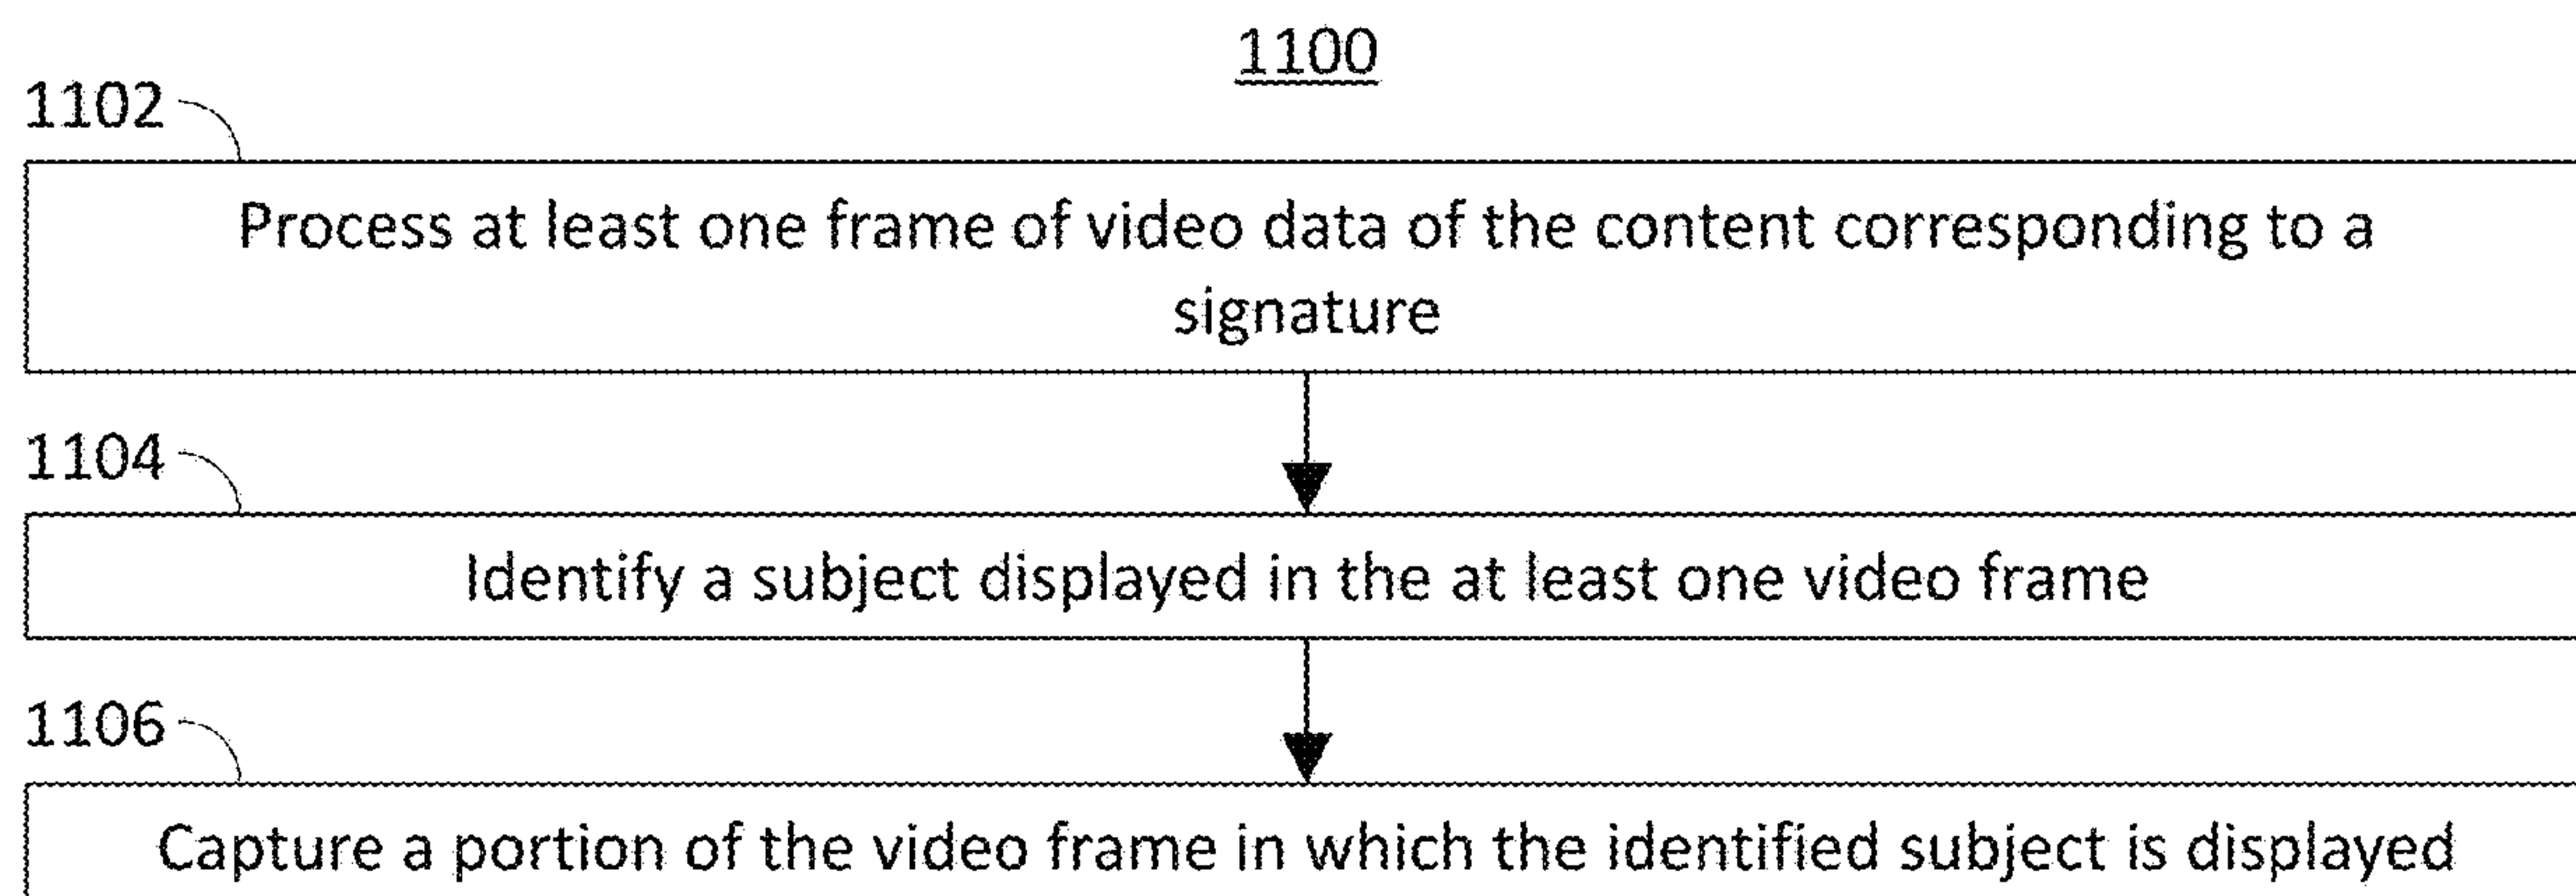 1100
1102
Process at least one frame of video data of the content corresponding to a
signature
1104
Identify a subject displayed in the at least one video frame
1106
Capture a portion of the video frame in which the identified subject is displayed